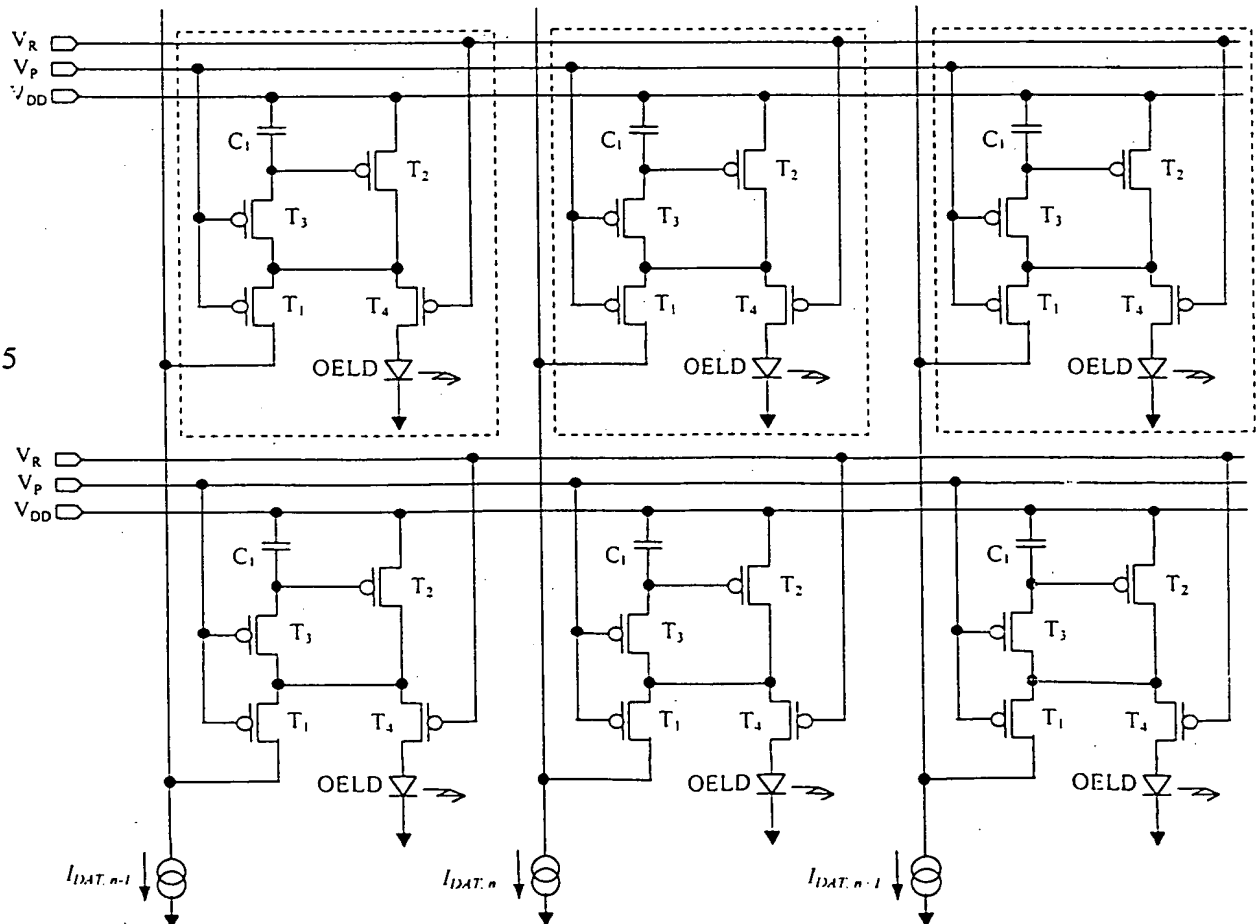 V_R
V_P
V_DD
C_1 C_1 C_1
T_2 T_2 T_2
T_3 T_3 T_3
T_1 T_4 T_1 T_4 T_1 T_4
5
OELD OELD OELD
V_R
V_P
V_DD
C_1 C_1 C_1
T_2 T_2 T_2
T_3 T_3 T_3
T_1 T_4 T_1 T_4 T_1 T_4
OELD OELD OELD
I_DAT, n-1 I_DAT, n